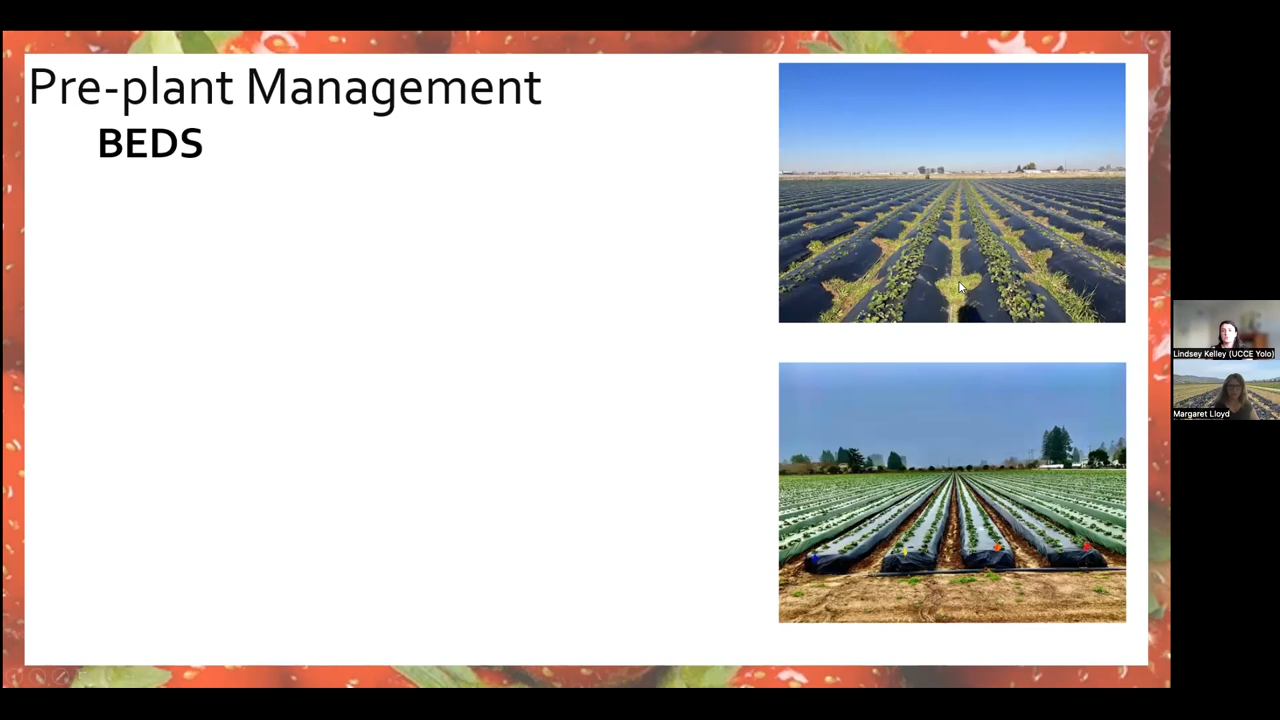 Pre-plant Management
BEDS
Lindsey Kelley (UCCE Yolo)
Margaret Lloyd